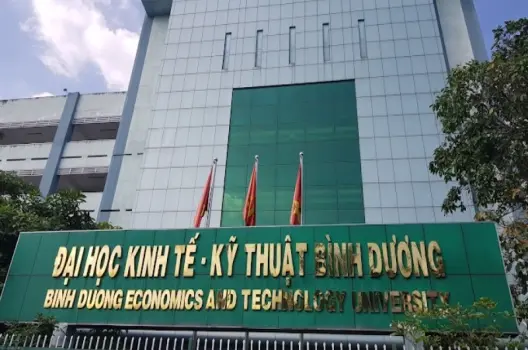 ĐẠI HỌC KINH TẾ - KỸ THUẬT BÌNH DƯƠNG
BINH DUONG ECONOMICS AND TECHNOLOGY UNIVERSITY